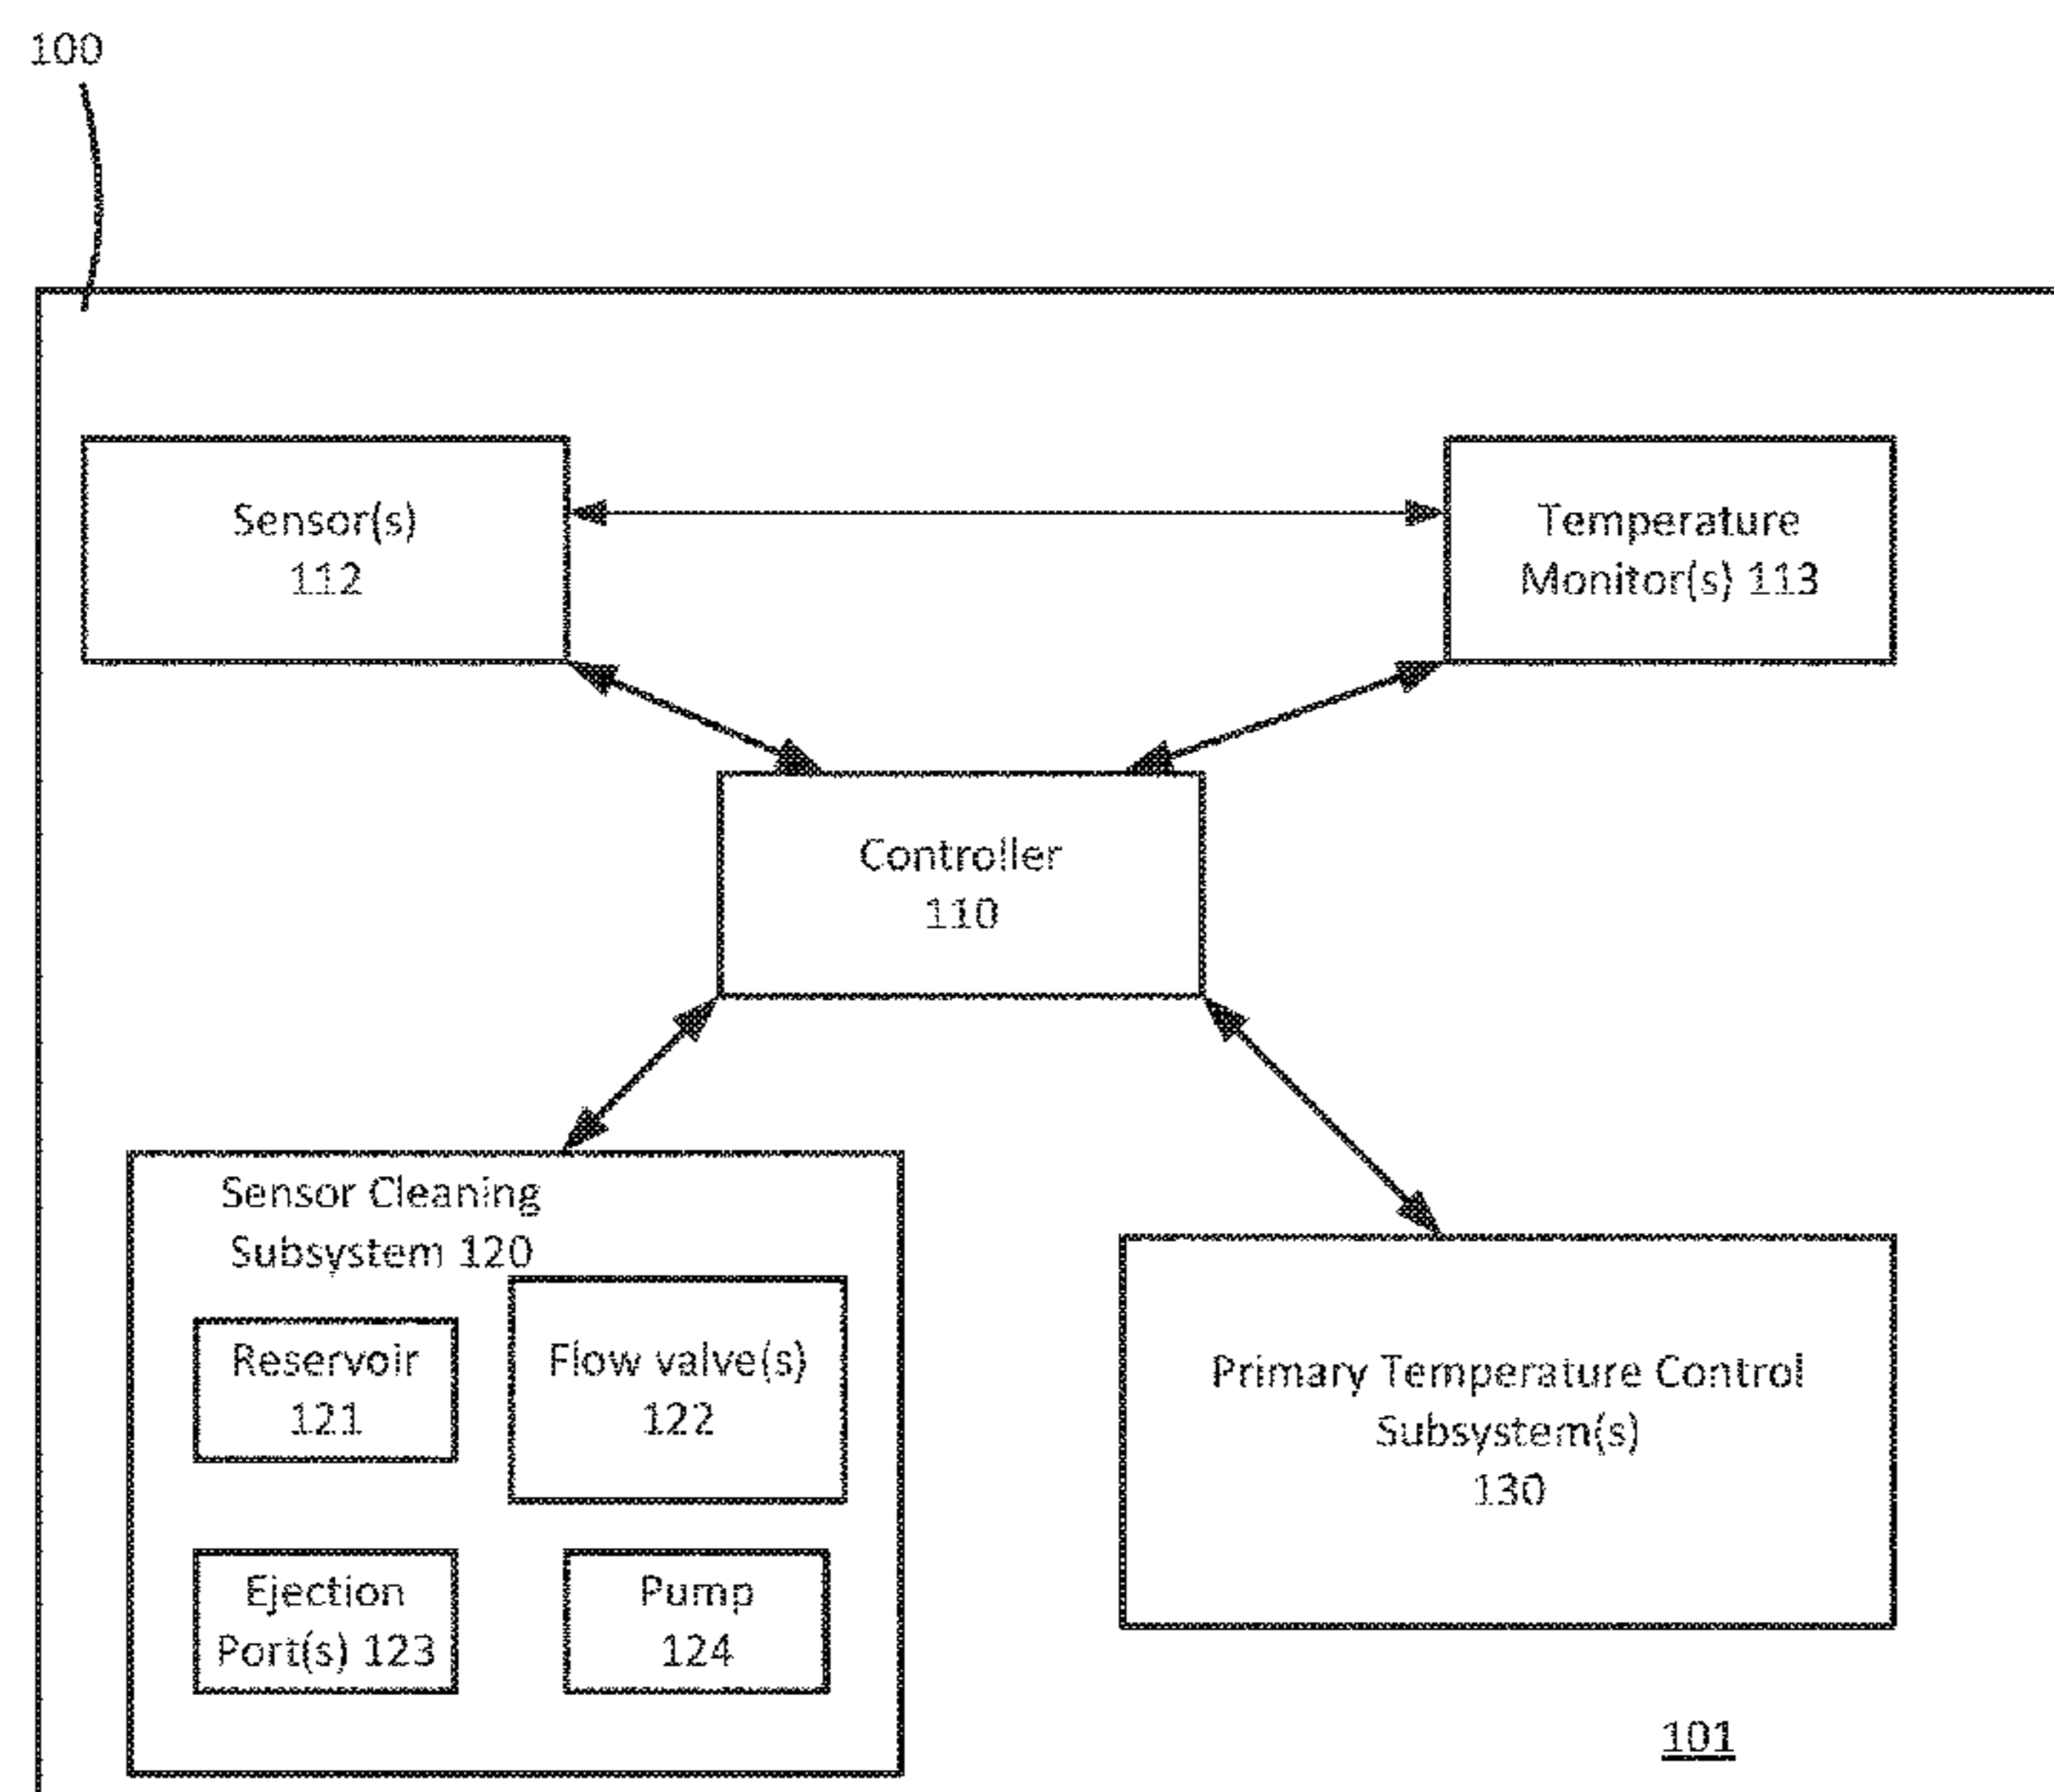 100
Sensor(s)
112
Temperature
Monitor(s) 113
Controller
110
Sensor Cleaning
Subsystem 120
Reservoir
121
Flow valve(s)
122
Ejection
Port(s) 123
Pump
124
Primary Temperature Control
Subsystem(s)
130
101